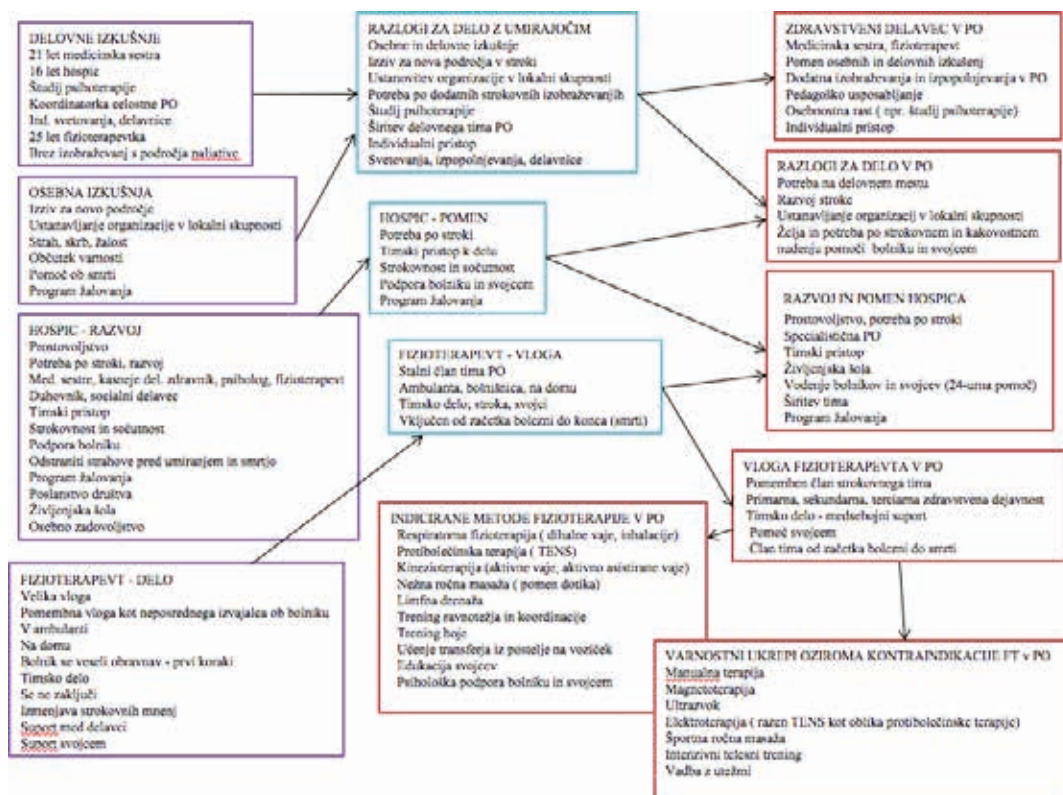 DELOVNE IZKUŠNJE
21 let medicinska sestra
16 let hospic
Študij psihoterapije
Koordinatorka celostne PO
Ind. svetovanja, delavnice
25 let fizioterapevtka
Brez izobraževanj s področja paliative
OSEBNA IZKUŠNJA
Izziv za novo področje
Ustanavljanje organizacije v lokalni skupnosti
Strah, skrb, žalost
Občutek varnosti
Pomoč ob smrti
Program žalovanja
HOSPIC - RAZVOJ
Prostovoljstvo
Potreba po stroki, razvoj
Med. sestre, kasneje del. zdravnik, psiholog, fizioterapevt
Duhovnik, socialni delavec
Timski pristop
Strokovnost in sočutnost
Podpora bolniku
Odstraniti strahove pred umiranjem in smrtjo
Program žalovanja
Poslanstvo društva
Življenjska šola
Osebno zadovoljstvo
FIZIOTERAPEVT - DELO
Velika vloga
Pomembna vloga kot neposrednega izvajalca ob bolniku
V ambulanti
Na domu
Bolnik se veseli obravnav - prvi koraki
Timsko delo
Se ne zaključi
Izmenjava strokovnih mnenj
Suport med delavci
Suport svojcem
RAZLOGI ZA DELO Z UMIRAJOČIM
Osebne in delovne izkušnje
Izziv za nova področja v stroki
Ustanovitev organizacije v lokalni skupnosti
Potreba po dodatnih strokovnih izobraževanjih
Študij psihoterapije
Širitev delovnega tima PO
Individualni pristop
Svetovanja, izpopolnjevanja, delavnice
HOSPIC - POMEN
Potreba po stroki
Timski pristop k delu
Strokovnost in sočutnost
Podpora bolniku in svojcem
Program žalovanja
FIZIOTERAPEVT - VLOGA
Stalni član tima PO
Ambulanta, bolnišnica, na domu
Timsko delo, stroka, svojci
Vključen od začetka bolezni do konca (smrti)
INDICIRANE METODE FIZIOTERAPIJE V PO
Respiratorna fizioterapija ( dihalne vaje, inhalacije)
Protibolečinska terapija ( TENS)
Kinezioterapija (aktivne vaje, aktivno asistirane vaje)
Nežna ročna masaža ( pomen dotika)
Limfna drenaža
Trening ravnotežja in koordinacije
Trening hoje
Učenje transferja iz postelje na voziček
Edukacija svojcev
Psihološka podpora bolniku in svojcem
ZDRAVSTVENI DELAVEC V PO
Medicinska sestra, fizioterapevt
Pomen osebnih in delovnih izkušenj
Dodatna izobraževanja in izpopolnjevanja v PO
Pedagoško usposabljanje
Osebnostna rast ( npr. študij psihoterapije)
Individualni pristop
RAZLOGI ZA DELO V PO
Potreba na delovnem mestu
Razvoj stroke
Ustanavljanje organizacij v lokalni skupnosti
Želja in potreba po strokovnem in kakovostnem
nudenju pomoči bolniku in svojcem
RAZVOJ IN POMEN HOSPICA
Prostovoljstvo, potreba po stroki
Specialistična PO
Timski pristop
Življenjska šola
Vodenje bolnikov in svojcev (24-urna pomoč)
Širitev tima
Program žalovanja
VLOGA FIZIOTERAPEVTA V PO
Pomemben član strokovnega tima
Primarna, sekundarna, terciarna zdravstvena dejavnost
Timsko delo - medsebojni suport
Pomoč svojcem
Član tima od začetka bolezni do smrti
VARNOSTNI UKREPI OZIROMA KONTRAINDIKACIJE FT v PO
Manualna terapija
Magnetoterapija
Ultrazvok
Elektroterapija ( razen TENS kot oblika protibolečinske terapije)
Športna ročna masaža
Intenzivni telesni trening
Vadba z utežmi